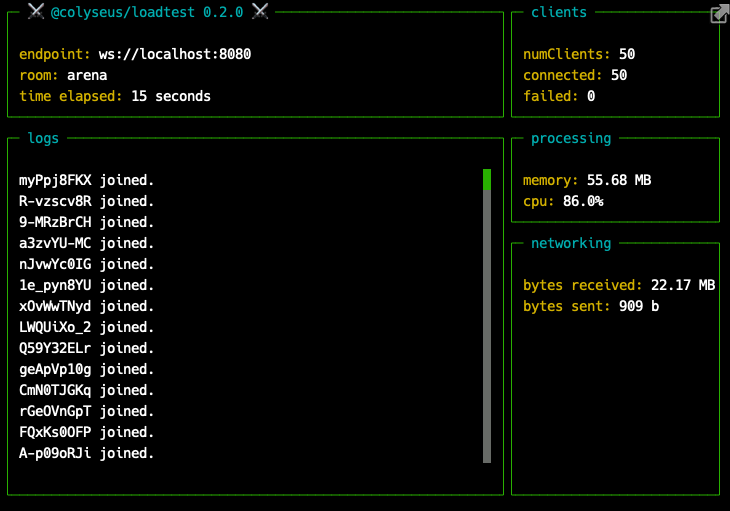 ⚔ @colyseus/loadtest 0.2.0 ⚔
endpoint: ws://localhost:8080
room: arena
time elapsed: 15 seconds
clients
numClients: 50
connected: 50
failed: 0
logs
myPpj8FKX joined.
R-vzscv8R joined.
9-MRzBrCH joined.
a3zvYU-MC joined.
nJvwYc0IG joined.
1e_pyn8YU joined.
xOvWwTNyd joined.
LWQUiXo_2 joined.
Q59Y32ELr joined.
geApVp10g joined.
CmN0TJGKq joined.
rGeOVnGpT joined.
FQxKs0OFP joined.
A-p09oRJi joined.
processing
memory: 55.68 MB
cpu: 86.0%
networking
bytes received: 22.17 MB
bytes sent: 909 b